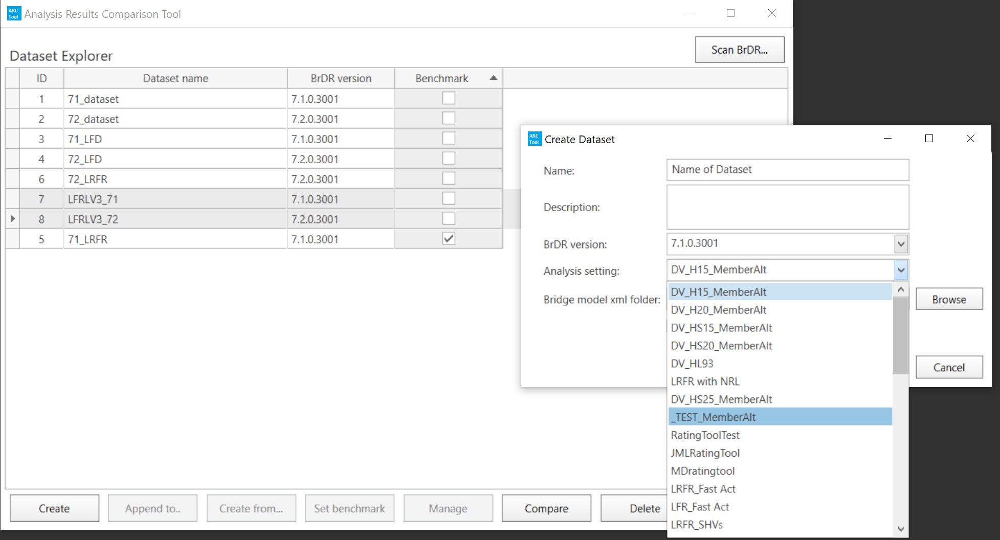 ARC
Tool
Analysis Results Comparison Tool
Scan BrDR...
Dataset Explorer
ID Dataset name BrDR version Benchmark
1 71_dataset 7.1.0.3001
2 72_dataset 7.2.0.3001
3 71_LFD 7.1.0.3001
4 72_LFD 7.2.0.3001
6 72_LRFR 7.2.0.3001
7 LFRLV3_71 7.1.0.3001
8 LFRLV3_72 7.2.0.3001
5 71_LRFR 7.1.0.3001
Create Append to.. Create from... Set benchmark Manage Compare Delete
ARC
Tool
Create Dataset
Name: Name of Dataset
Description:
BrDR version: 7.1.0.3001
Analysis setting: DV_H15_MemberAlt
Bridge model xml folder: Browse
DV_H15_MemberAlt
DV_H20_MemberAlt
DV_HS15_MemberAlt
DV_HS20_MemberAlt
DV_HL93
LRFR with NRL
DV_HS25_MemberAlt
_TEST_MemberAlt
RatingToolTest
JMLRatingTool
MDratingtool
LRFR_Fast Act
LFR_Fast Act
LRFR_SHVs
Cancel